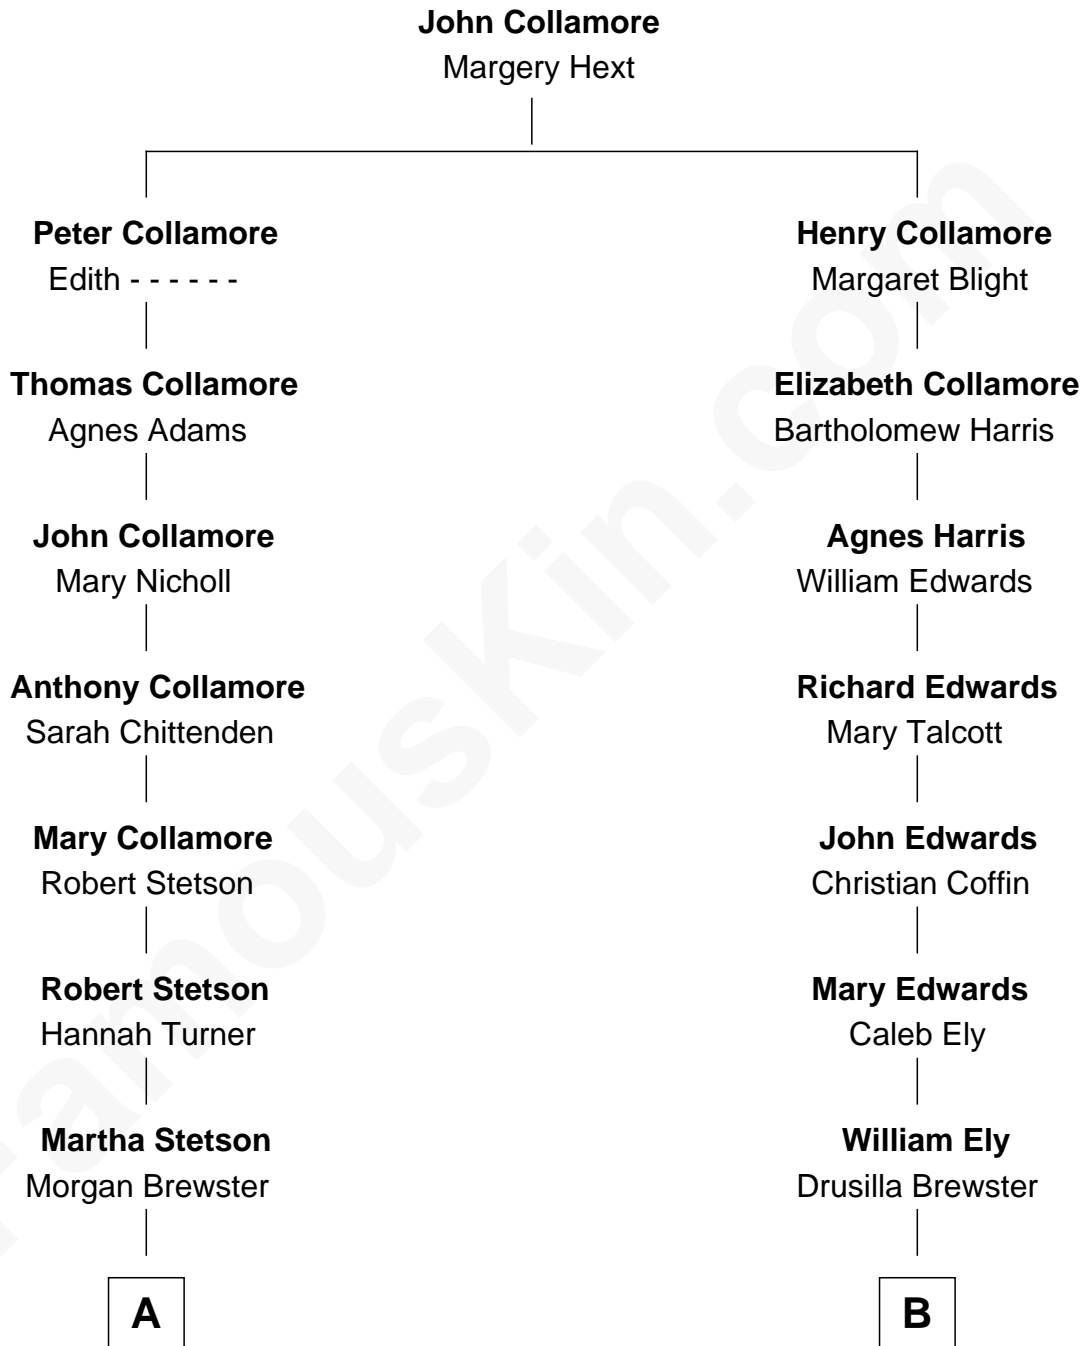 John Collamore
Margery Hext
Peter Collamore
Edith - - - - - -
Henry Collamore
Margaret Blight
Thomas Collamore
Agnes Adams
Elizabeth Collamore
Bartholomew Harris
John Collamore
Mary Nicholl
Agnes Harris
William Edwards
Anthony Collamore
Sarah Chittenden
Richard Edwards
Mary Talcott
Mary Collamore
Robert Stetson
John Edwards
Christian Coffin
Robert Stetson
Hannah Turner
Mary Edwards
Caleb Ely
Martha Stetson
Morgan Brewster
William Ely
Drusilla Brewster
A
B
FamousKin.com